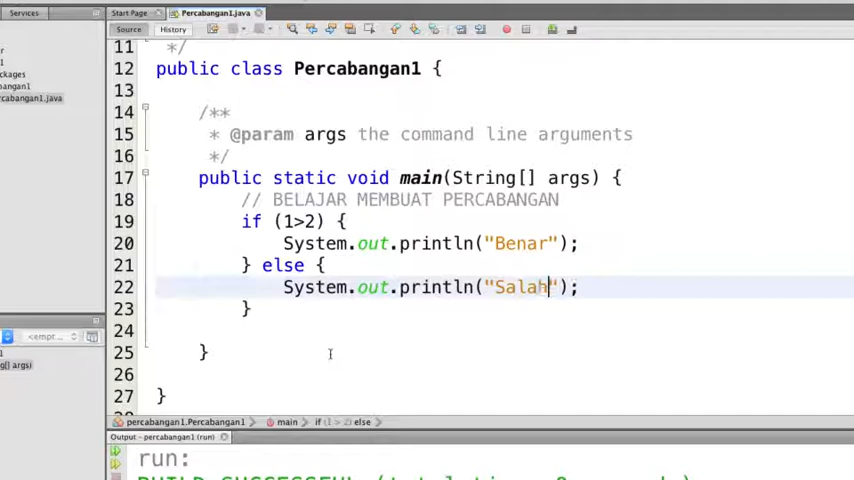 Services
Start Page
Percabangan1.java
Source
History
11
*/
12 public class Percabangan1 {
13
14 /**
15 * @param args the command line arguments
16 */
17 public static void main(String[] args) {
18 // BELAJAR MEMBUAT PERCABANGAN
19 if (1>2) {
20 System.out.println("Benar");
21 } else {
22 System.out.println("Salah");
23 }
24
25 }
26
27 }
percabangan1.Percabangan1
main
if (1 > 2) else
Output - percabangan1 (run)
run: